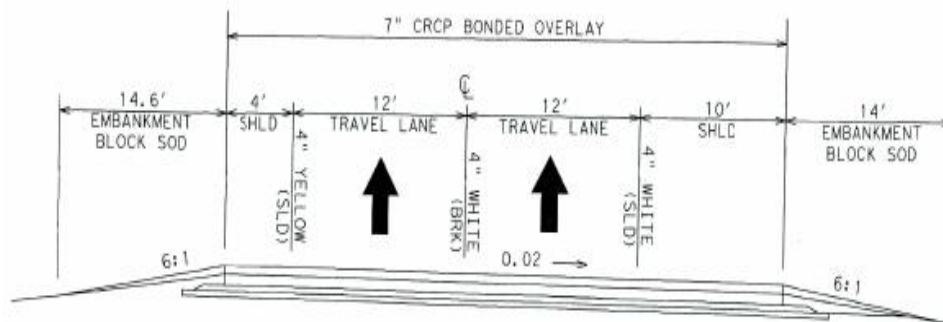 7" CRCP BONDED OVERLAY
℄
14.6'
EMBANKMENT
BLOCK SOD
4'
SHLD
12'
TRAVEL LANE
12'
TRAVEL LANE
10'
SHLD
14'
EMBANKMENT
BLOCK SOD
4" YELLOW
(SLD)
4" WHITE
(BRK)
4" WHITE
(SLD)
6:1
0.02
6:1